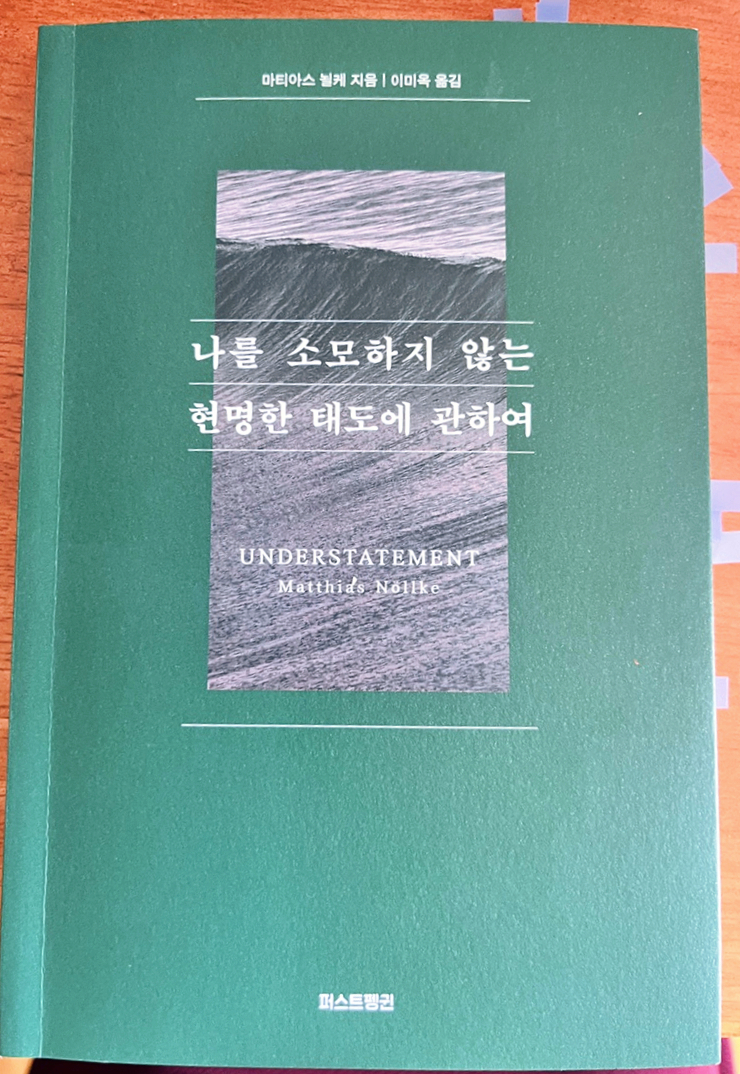 마티아스 뇔케 지음 | 이미옥 옮김
나를 소모하지 않는
현명한 태도에 관하여
UNDERSTATEMENT
Matthias Nöllke
퍼스트펭귄